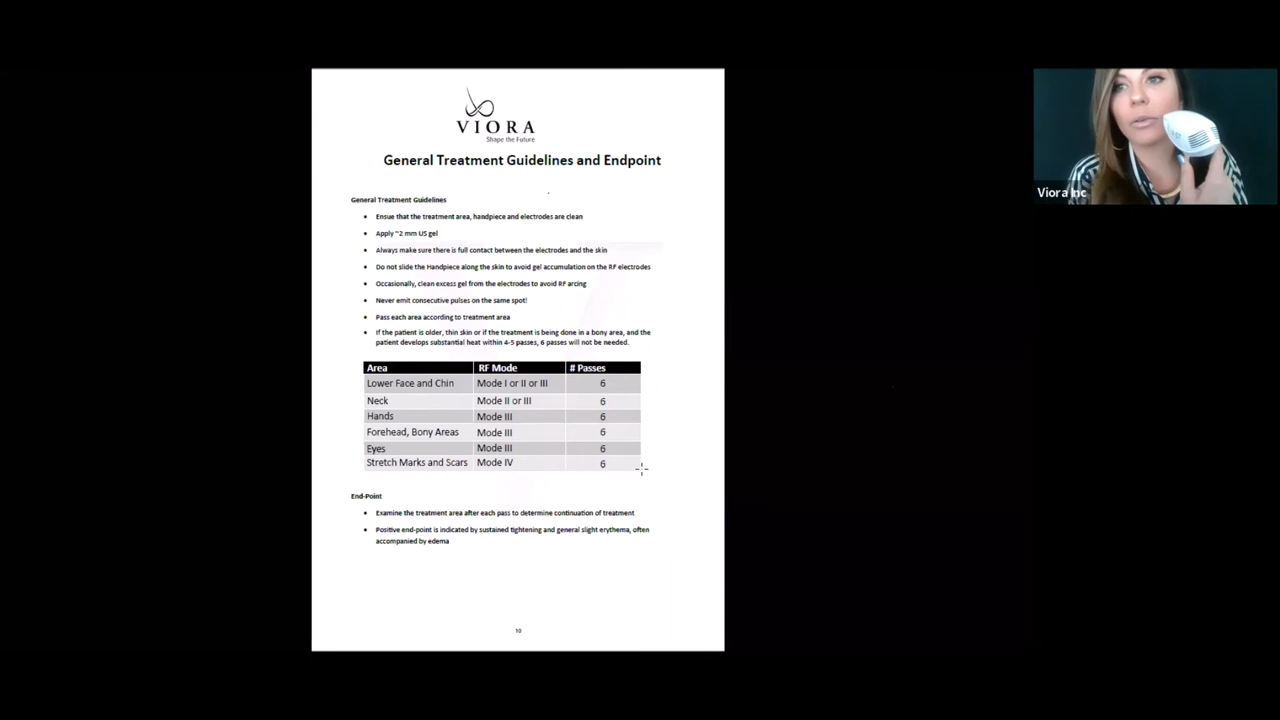 VIORA
Shape the Future
General Treatment Guidelines and Endpoint
General Treatment Guidelines
• Ensue that the treatment area, handpiece and electrodes are clean
• Apply ~2 mm US gel
• Always make sure there is full contact between the electrodes and the skin
• Do not slide the Handpiece along the skin to avoid gel accumulation on the RF electrodes
• Occasionally, clean excess gel from the electrodes to avoid RF arcing
• Never emit consecutive pulses on the same spot!
• Pass each area according to treatment area
• If the patient is older, thin skin or if the treatment is being done in a bony area, and the
patient develops substantial heat within 4-5 passes, 6 passes will not be needed.
Area RF Mode # Passes
Lower Face and Chin Mode I or II or III 6
Neck Mode II or III 6
Hands Mode III 6
Forehead, Bony Areas Mode III 6
Eyes Mode III 6
Stretch Marks and Scars Mode IV 6
End-Point
• Examine the treatment area after each pass to determine continuation of treatment
• Positive end-point is indicated by sustained tightening and general slight erythema, often
accompanied by edema
10
Viora Inc